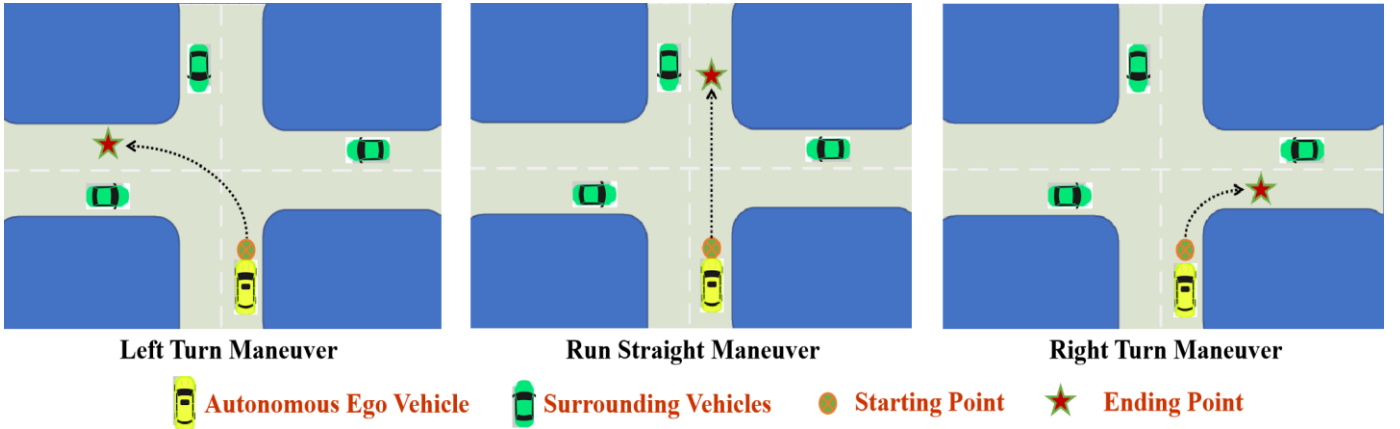 Left Turn Maneuver
Run Straight Maneuver
Right Turn Maneuver
Autonomous Ego Vehicle
Surrounding Vehicles
Starting Point
Ending Point